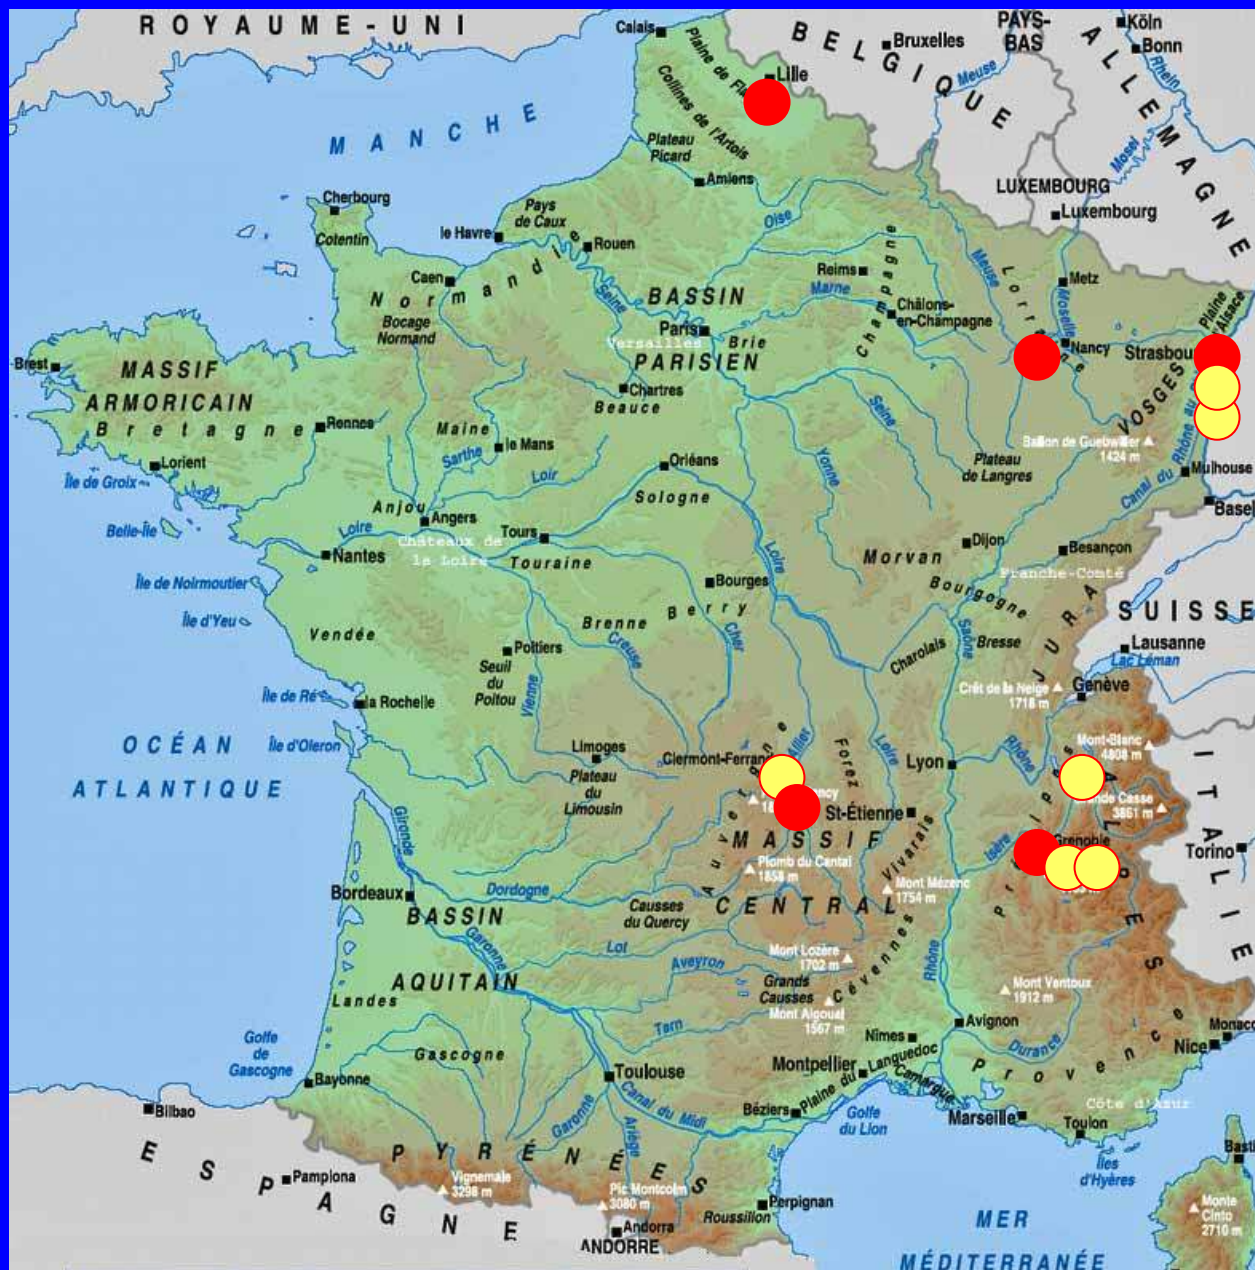 ROYAUME-UNI
PAYS-
BAS
Köln
Bonn
Rhein
Calais
Bruxelles
BELGIQUE
ALLEMAGNE
Meuse
Lille
Plaine de
Collines de l'Artois
MANCHE
Plateau
Picard
Amiens
Mosel
LUXEMBOURG
Luxembourg
Cherbourg
Cotentin
Pays
de Caux
le Havre
Rouen
Oise
Caen
Normandie
Bocage
Normand
Seine
BASSIN
PARISIEN
Paris
Versailles
Brie
Reims
Marne
Champagne
Châlons-
en-Champagne
Meuse
Lorraine
Metz
Moselle
Nancy
Plaine
d'Alsace
Strasbourg
Brest
MASSIF
ARMORICAIN
Bretagne
Rennes
Chartres
Beauce
Maine
Sarthe
le Mans
Lorient
Île de Groix
Loir
Orléans
Sologne
Yonne
Seine
Plateau
de Langres
VOSGES
Ballon de Guebwiller
1424 m
Canal du Rhône au
Mulhouse
Basel
Belle-Île
Anjou
Angers
Loire
Nantes
Châteaux de
la Loire
Tours
Touraine
Loire
Morvan
Dijon
Besançon
Franche-Comté
Île de Noirmoutier
Île d'Yeu
Vendée
Bourges
Berry
Brenne
Creuse
Cher
Bourgogne
JURA
SUISSE
Poitiers
Seuil
du
Poitou
Vienne
Charolais
Saône
Bresse
Lausanne
Lac Léman
Crêt de la Neige
1718 m
Genève
Île de Ré
la Rochelle
Île d'Oleron
OCÉAN
ATLANTIQUE
Limoges
Plateau
du
Limousin
Clermont-Ferrand
Allier
Auvergne
Forez
Loire
Lyon
Rhône
Mont-Blanc
4808 m
Grande Casse
3861 m
ITALIE
Gironde
St-Étienne
MASSIF
CENTRAL
Plomb du Cantal
1858 m
Vivarais
Mont Mézenc
1754 m
Isère
Préalpes
Grenoble
ALPES
Torino
Bordeaux
Dordogne
BASSIN
AQUITAIN
Garonne
Causses
du Quercy
Lot
Aveyron
Mont Lozère
1702 m
Cévennes
Grands
Causses
Mont Aigoual
1567 m
Rhône
Mont Ventoux
1912 m
Landes
Tarn
Golfe
de
Gascogne
Gascogne
Bayonne
Toulouse
Nîmes
Avignon
Durance
Provence
Monaco
Nice
Montpellier
Languedoc
Camargue
Plaine du
Béziers
Golfe
du Lion
Marseille
Côte d'Azur
Toulon
Îles
d'Hyères
Bilbao
Garonne
Canal du Midi
Ariège
ESPAGNE
Pampiona
PYRÉNÉES
Vignemale
3298 m
Pic Montcolm
3080 m
Roussillon
Perpignan
Andorra
ANDORRE
MER
MÉDITERRANÉE
Basti
Monte
Cinto
2710 m